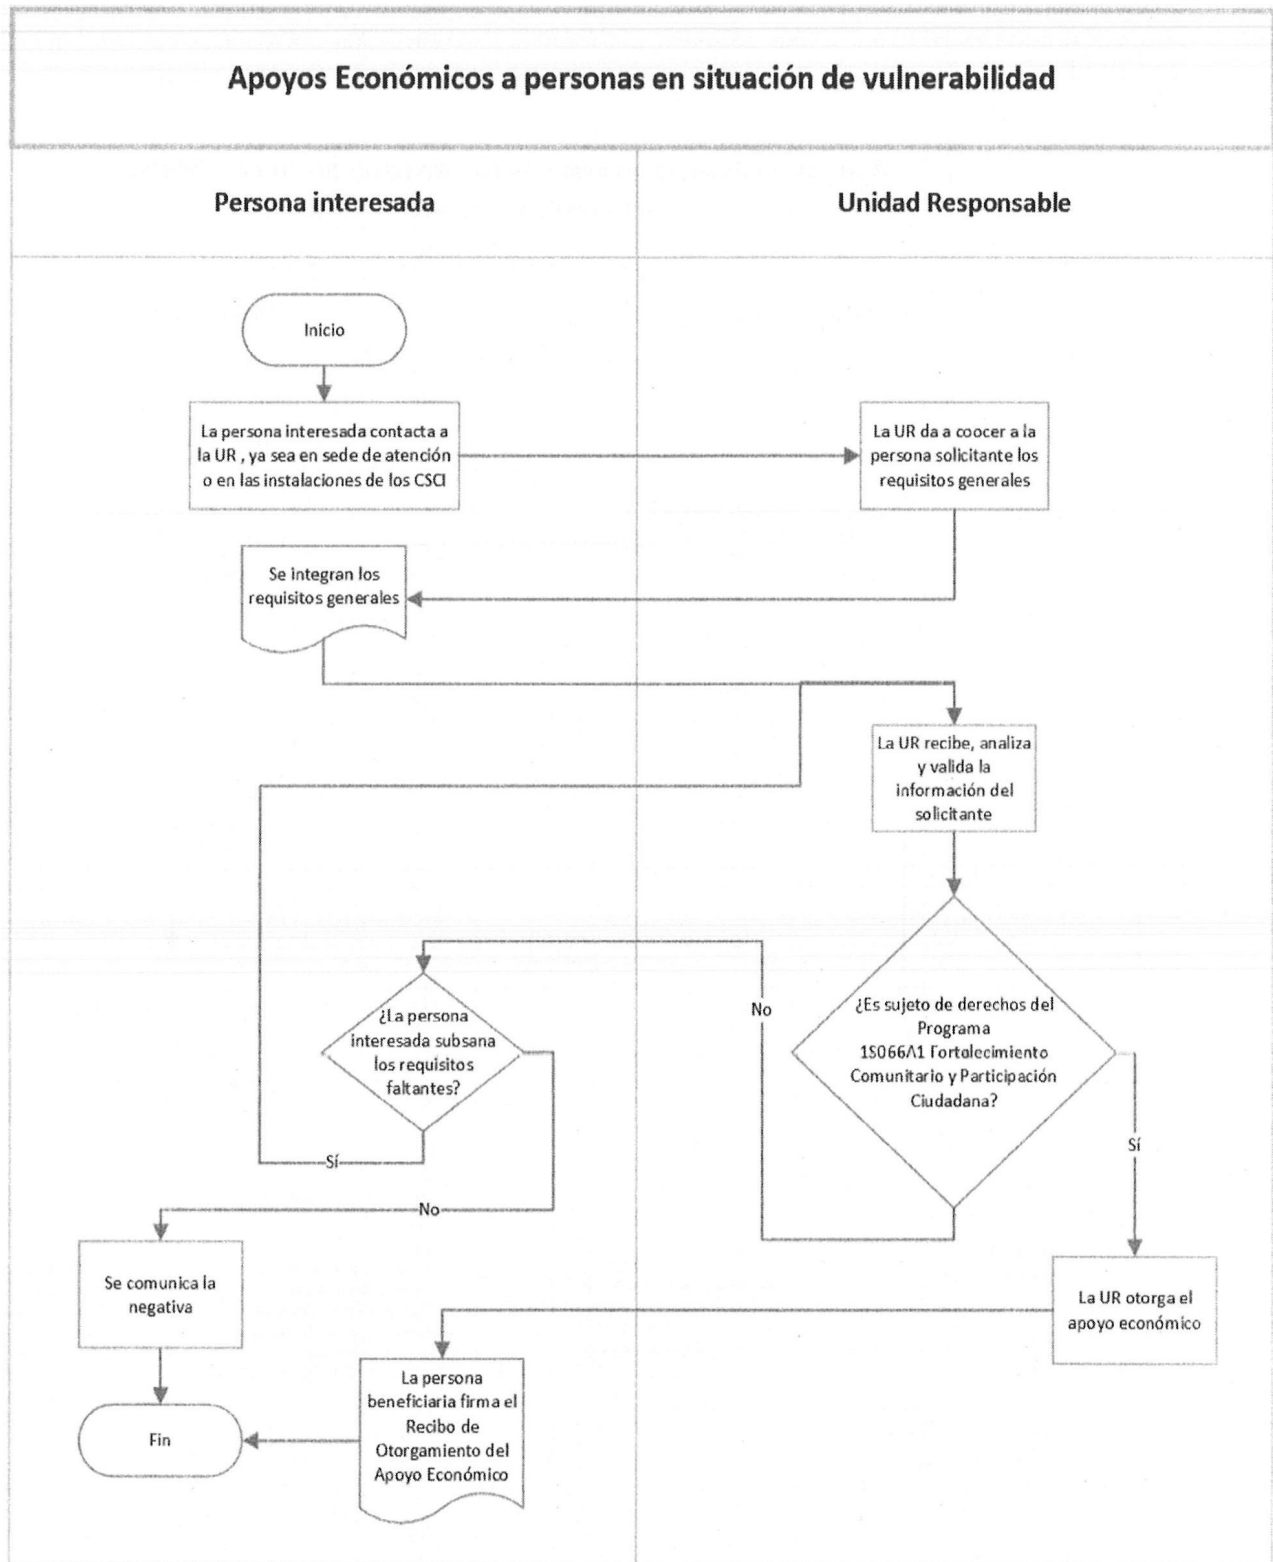 Apoyos Económicos a personas en situación de vulnerabilidad
Persona interesada
Unidad Responsable
Inicio
La persona interesada contacta a
la UR , ya sea en sede de atención
o en las instalaciones de los CSCI
La UR da a coocer a la
persona solicitante los
requisitos generales
Se integran los
requisitos generales
La UR recibe, analiza
y valida la
información del
solicitante
¿Es sujeto de derechos del
Programa
1S066A1 Fortalecimiento
Comunitario y Participación
Ciudadana?
No
Sí
¿La persona
interesada subsana
los requisitos
faltantes?
Sí
No
Se comunica la
negativa
La UR otorga el
apoyo económico
La persona
beneficiaria firma el
Recibo de
Otorgamiento del
Apoyo Económico
Fin